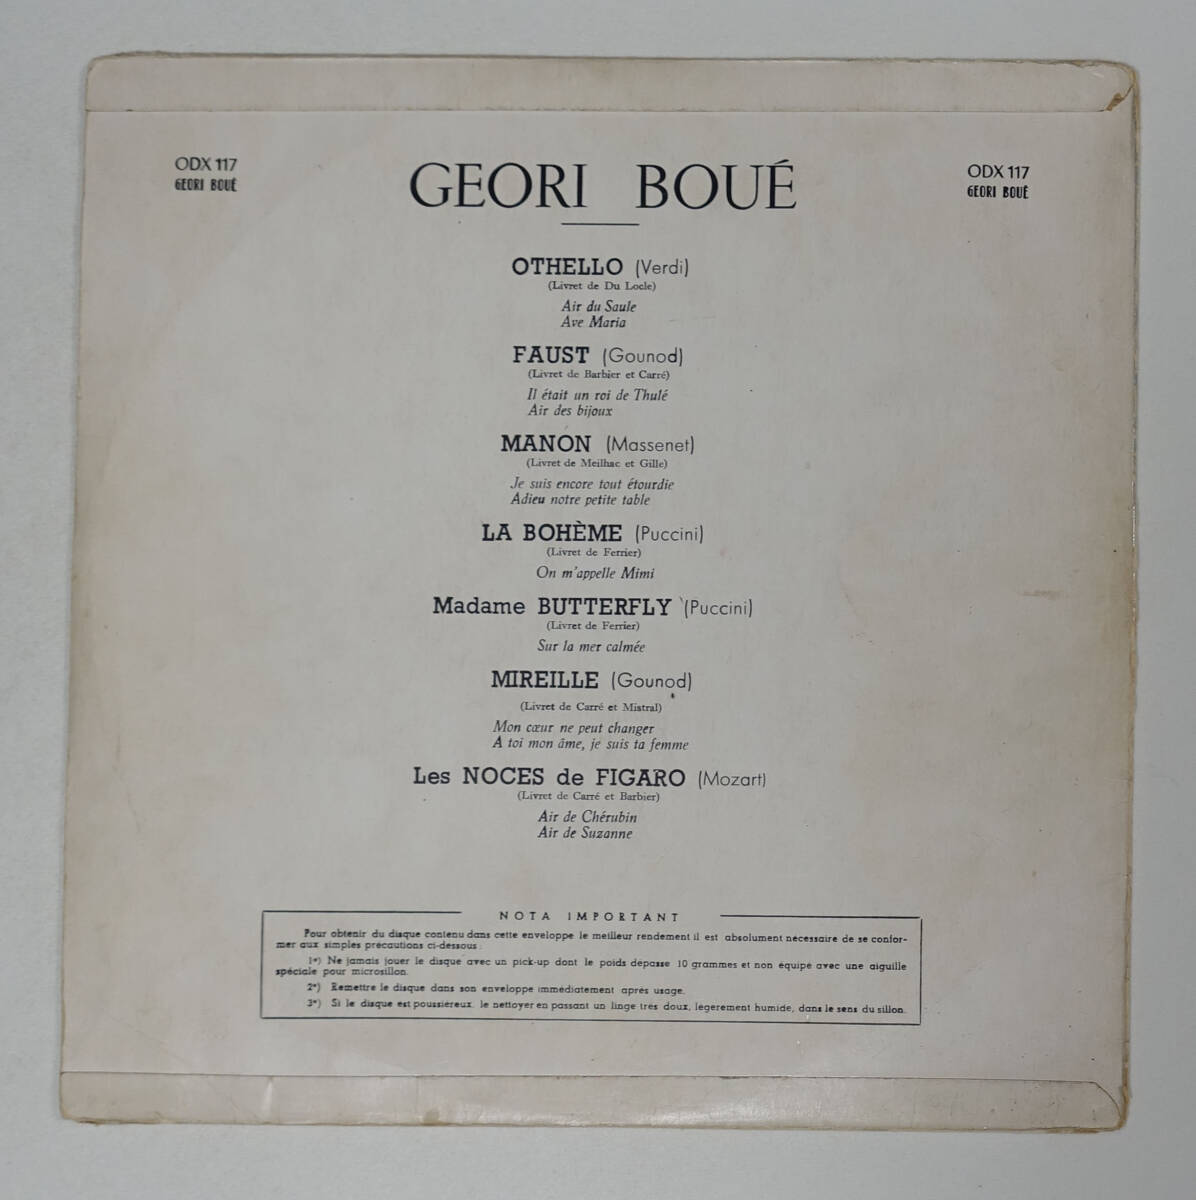 ODX 117
GEORI BOUÉ
GEORI BOUÉ
ODX 117
GEORI BOUÉ
OTHELLO (Verdi)
(Livret de Du Locle)
Air du Saule
Ave Maria
FAUST (Gounod)
(Livret de Barbier et Carré)
Il était un roi de Thulé
Air des bijoux
MANON (Massenet)
(Livret de Meilhac et Gille)
Je suis encore tout étourdie
Adieu notre petite table
LA BOHÈME (Puccini)
(Livret de Ferrier)
On m'appelle Mimi
Madame BUTTERFLY (Puccini)
(Livret de Ferrier)
Sur la mer calmée
MIREILLE (Gounod)
(Livret de Carré et Mistral)
Mon cœur ne peut changer
A toi mon âme, je suis ta femme
Les NOCES de FIGARO (Mozart)
(Livret de Carré et Barbier)
Air de Chérubin
Air de Suzanne
NOTA IMPORTANT
Pour obtenir du disque contenu dans cette enveloppe le meilleur rendement il est absolument nécessaire de se confor-
mer aux simples précautions ci-dessous :
1°) Ne jamais jouer le disque avec un pick-up dont le poids dépasse 10 grammes et non équipé avec une aiguille
spéciale pour microsillon.
2°) Remettre le disque dans son enveloppe immédiatement après usage.
3°) Si le disque est poussiéreux, le nettoyer en passant un linge très doux, légèrement humide, dans le sens du sillon.